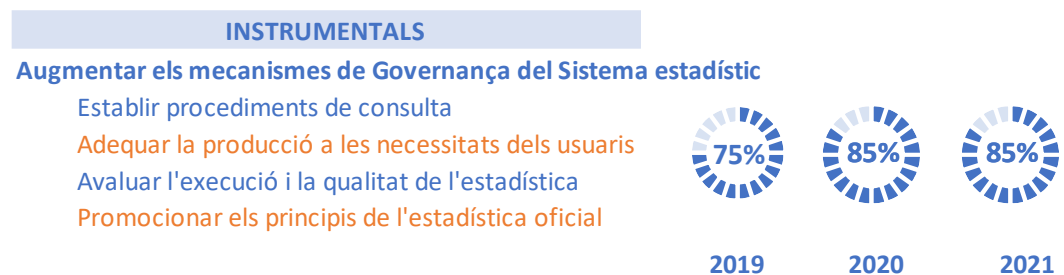 INSTRUMENTALS
Augmentar els mecanismes de Governança del Sistema estadístic
Establir procediments de consulta
Adequar la producció a les necessitats dels usuaris
Avaluar l'execució i la qualitat de l'estadística
Promocionar els principis de l'estadística oficial
75% 85% 85%
2019 2020 2021